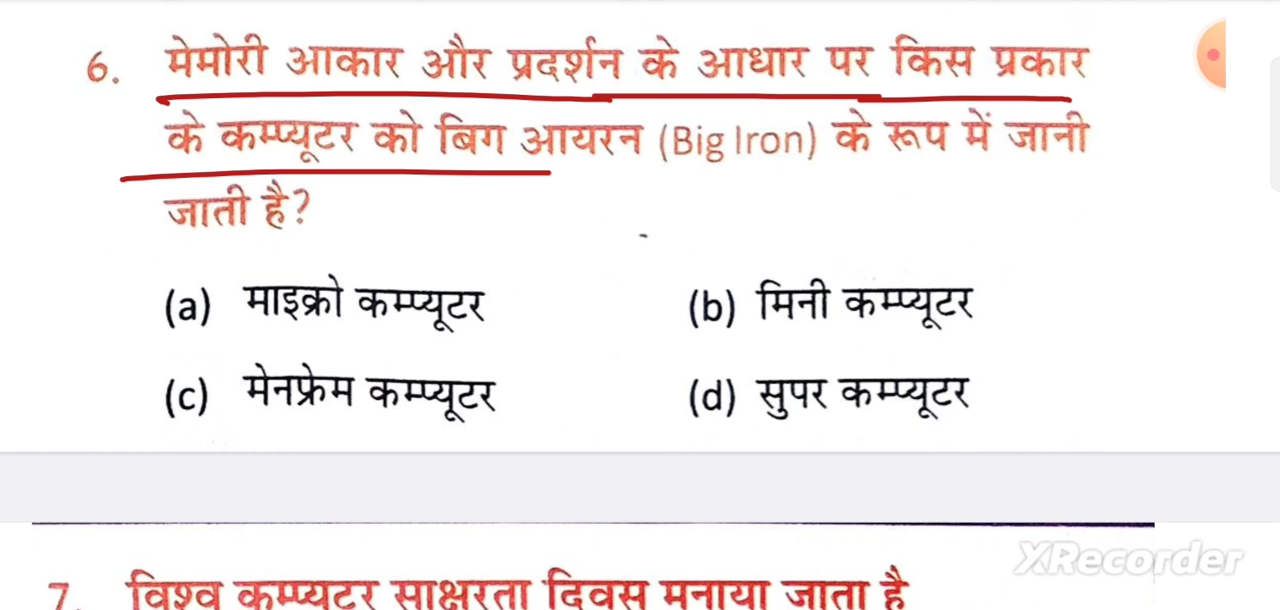 6. मेमोरी आकार और प्रदर्शन के आधार पर किस प्रकार
के कम्प्यूटर को बिग आयरन (Big Iron) के रूप में जानी
जाती है?
(a) माइक्रो कम्प्यूटर (b) मिनी कम्प्यूटर
(c) मेनफ्रेम कम्प्यूटर (d) सुपर कम्प्यूटर
XRecorder
7. विश्व कम्प्यूटर साक्षरता दिवस मनाया जाता है